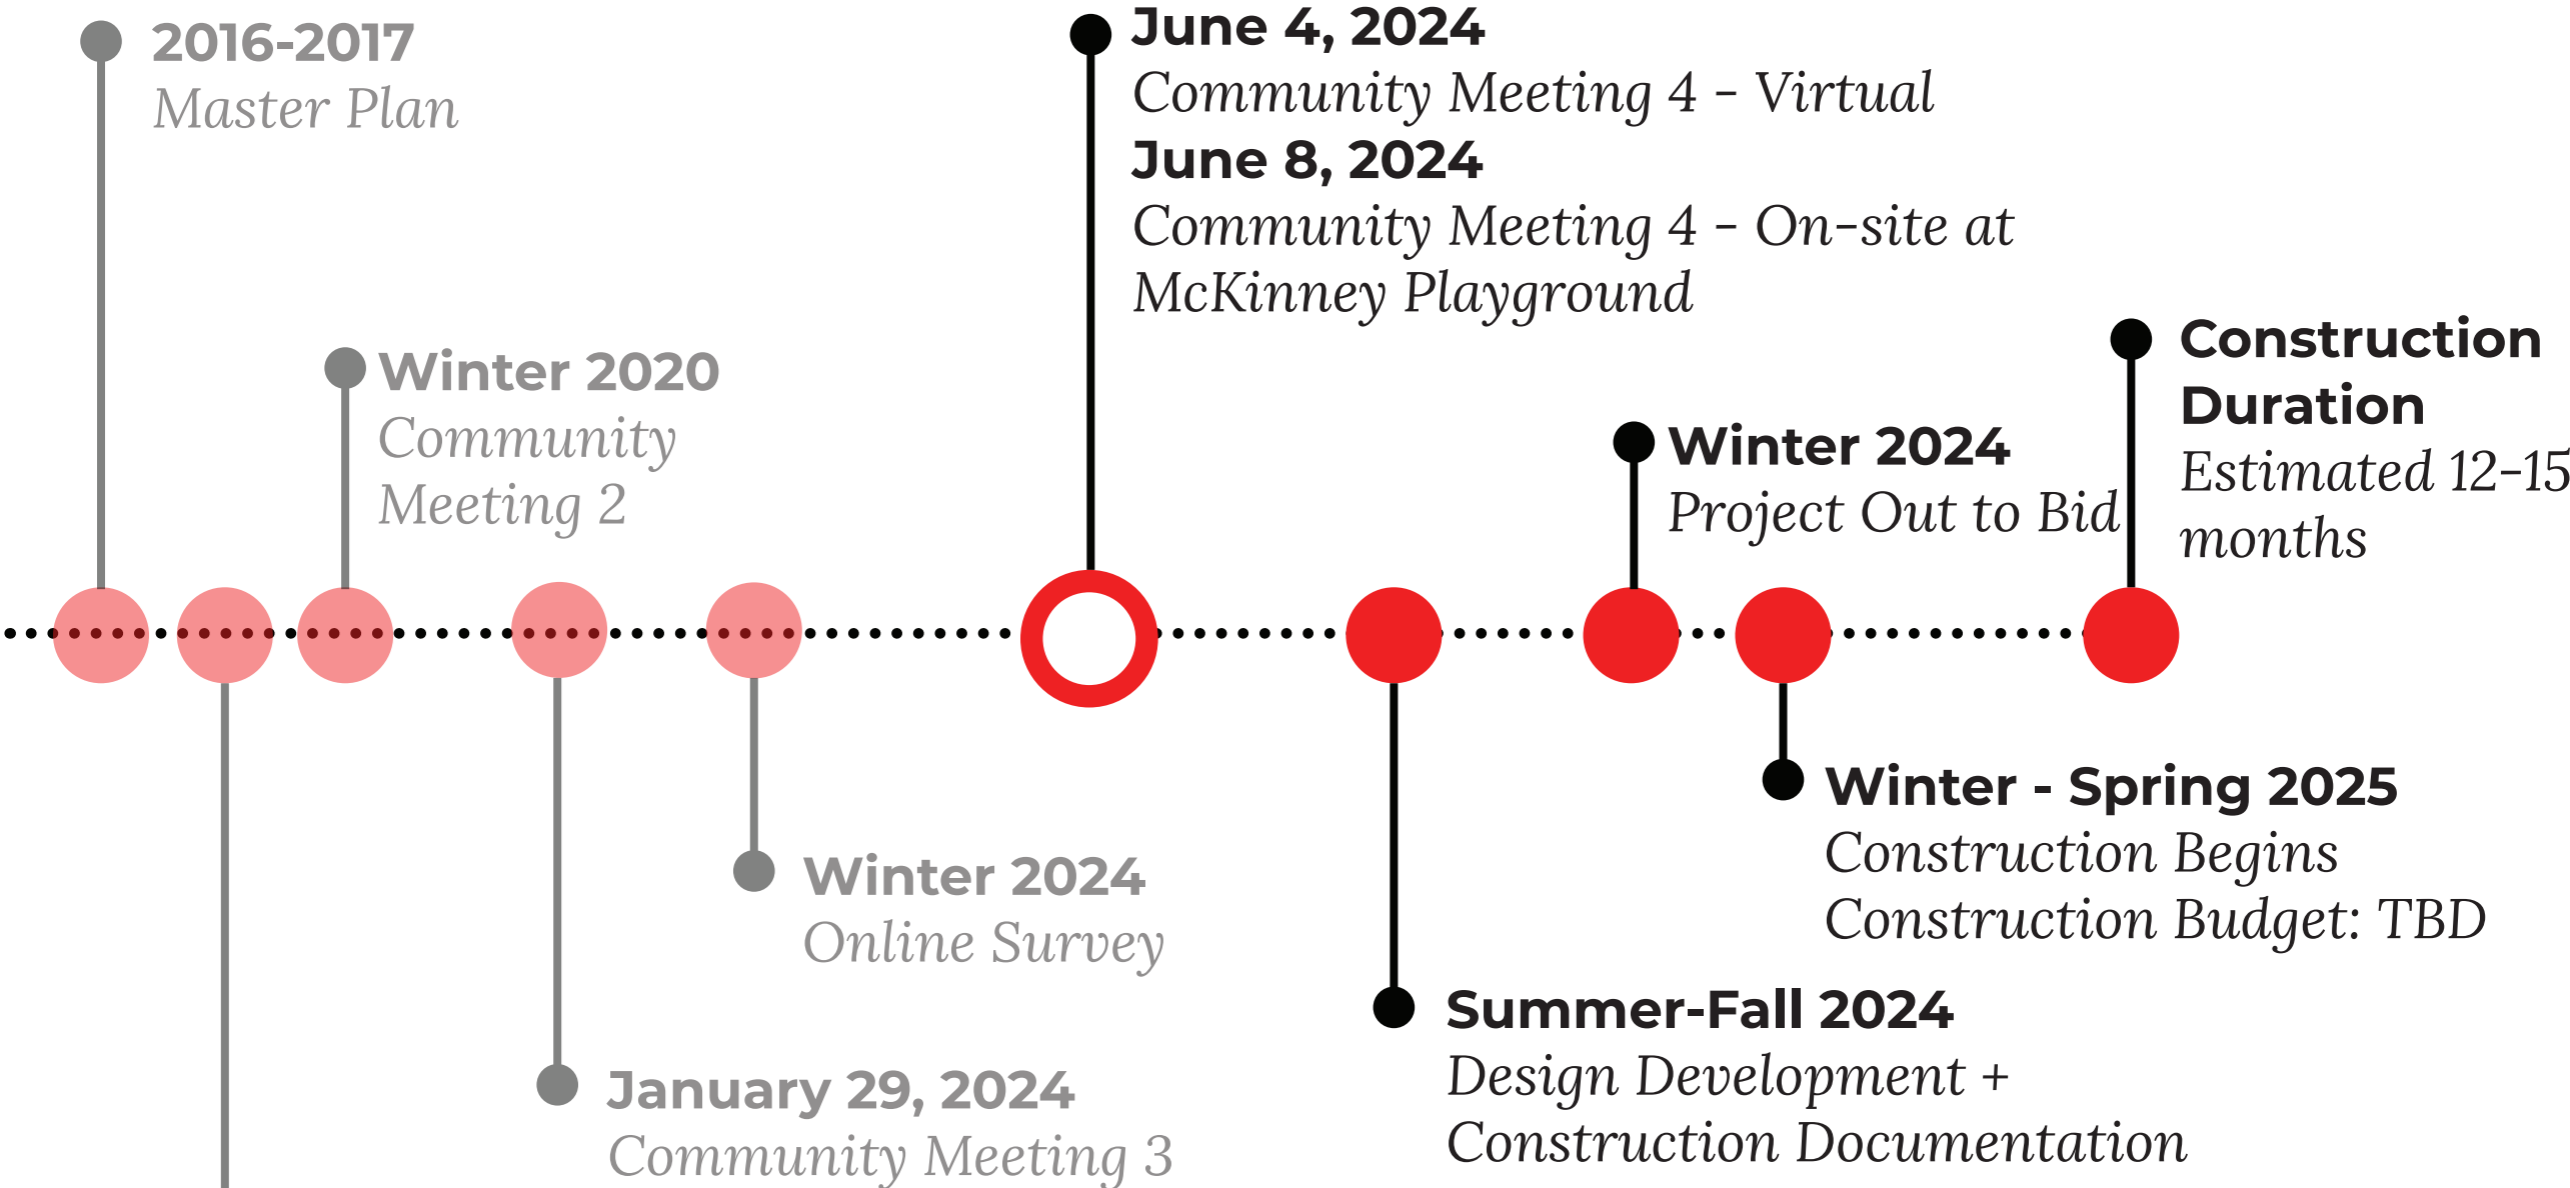 2016-2017
Master Plan
June 4, 2024
Community Meeting 4 - Virtual
June 8, 2024
Community Meeting 4 - On-site at
McKinney Playground
Winter 2020
Community
Meeting 2
Winter 2024
Project Out to Bid
Construction
Duration
Estimated 12-15
months
Winter - Spring 2025
Construction Begins
Construction Budget: TBD
Winter 2024
Online Survey
Summer-Fall 2024
Design Development +
Construction Documentation
January 29, 2024
Community Meeting 3